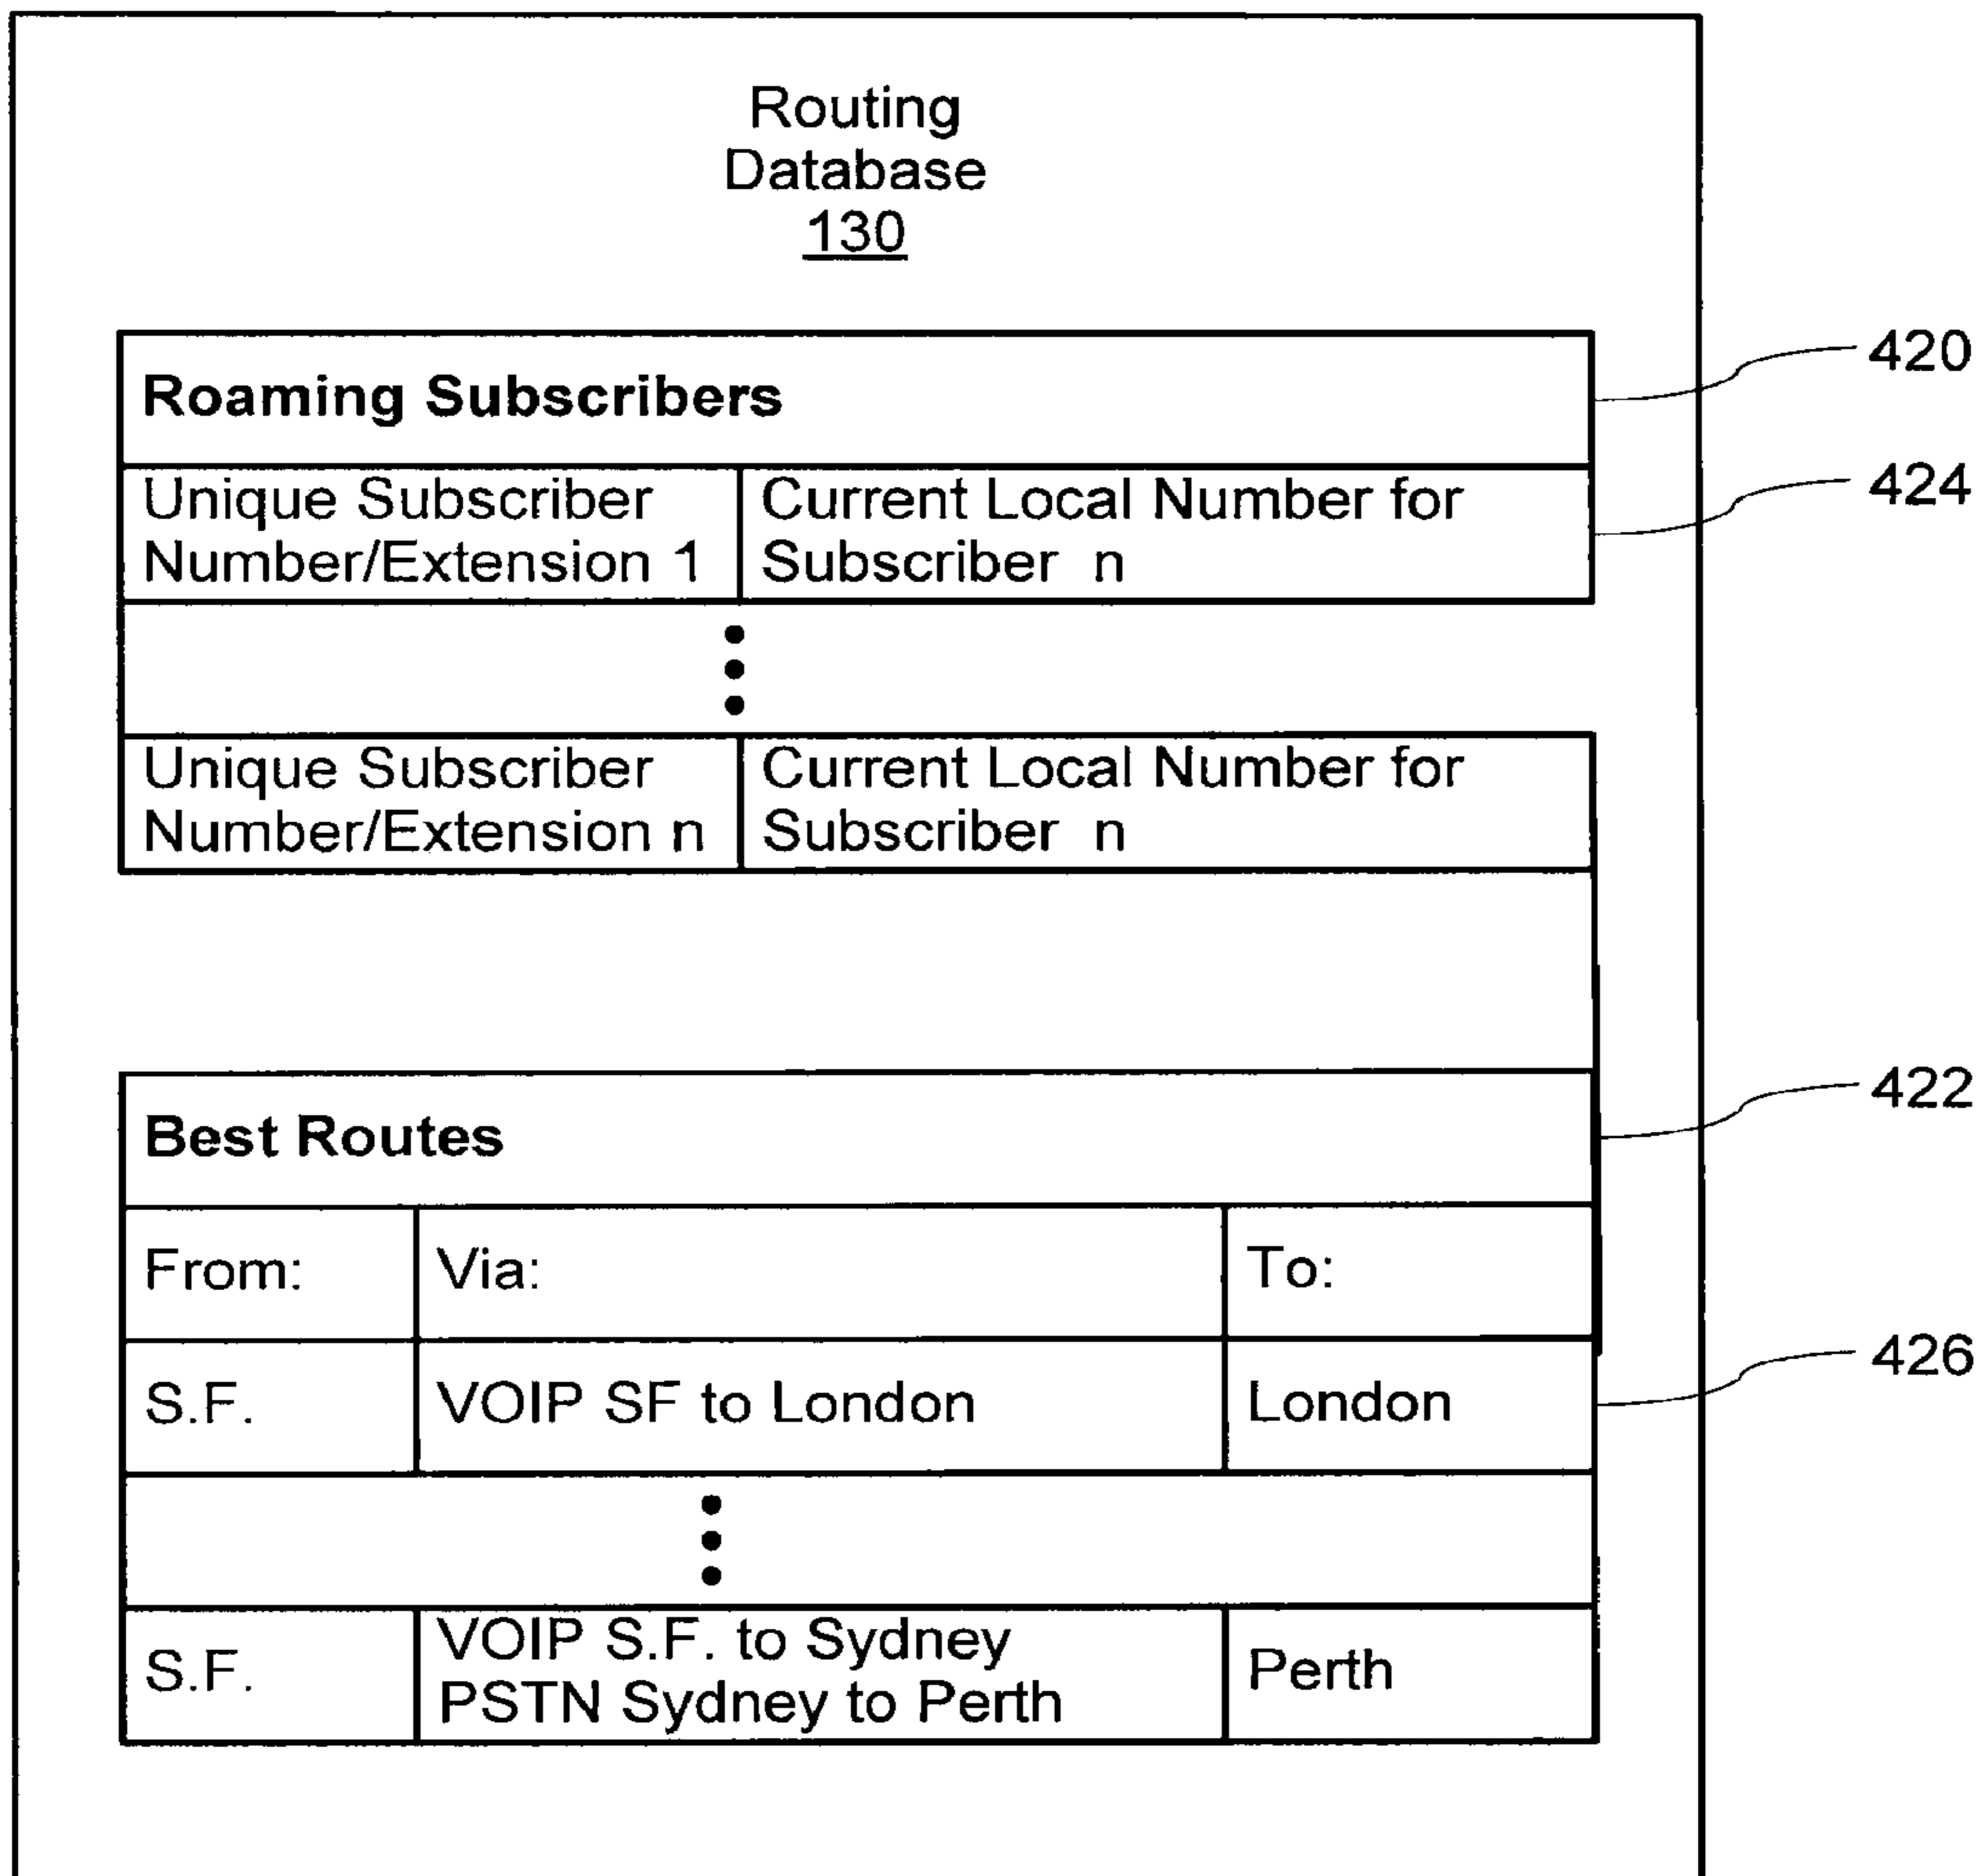 Routing
Database
130
Roaming Subscribers
420
Unique Subscriber
Number/Extension 1
Current Local Number for
Subscriber n
424
Unique Subscriber
Number/Extension n
Current Local Number for
Subscriber n
Best Routes
422
From:
Via:
To:
S.F.
VOIP SF to London
London
426
S.F.
VOIP S.F. to Sydney
PSTN Sydney to Perth
Perth